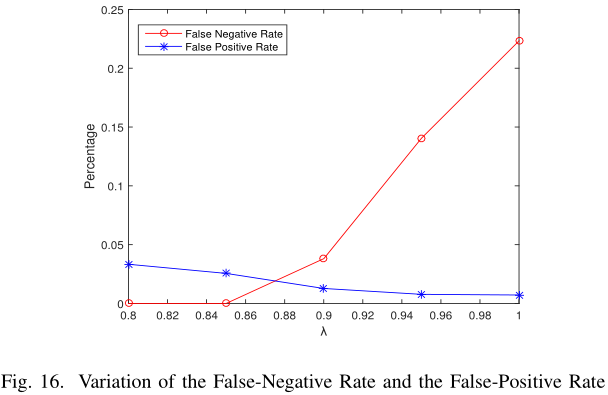 0.25
False Negative Rate
False Positive Rate
0.2
0.15
Percentage
0.1
0.05
0
0.8 0.82 0.84 0.86 0.88 0.9 0.92 0.94 0.96 0.98 1
λ
Fig. 16. Variation of the False-Negative Rate and the False-Positive Rate